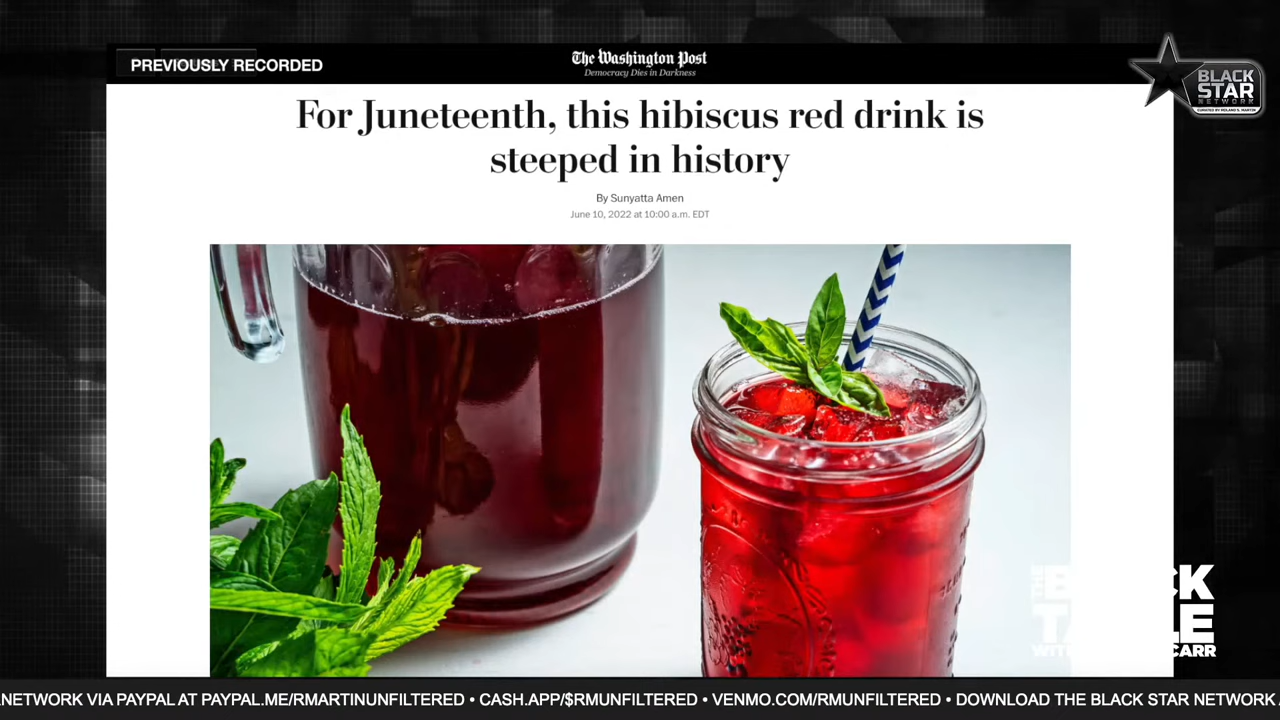 PREVIOUSLY RECORDED
The Washington Post
Democracy Dies in Darkness
BLACK
STAR
NETWORK
For Juneteenth, this hibiscus red drink is
steeped in history
By Sunyatta Amen
June 10, 2022 at 10:00 a.m. EDT
CARR
NETWORK VIA PAYPAL AT PAYPAL.ME/RMARTINUNFILTERED • CASH.APP/$RMUNFILTERED • VENMO.COM/RMUNFILTERED • DOWNLOAD THE BLACK STAR NETWORK